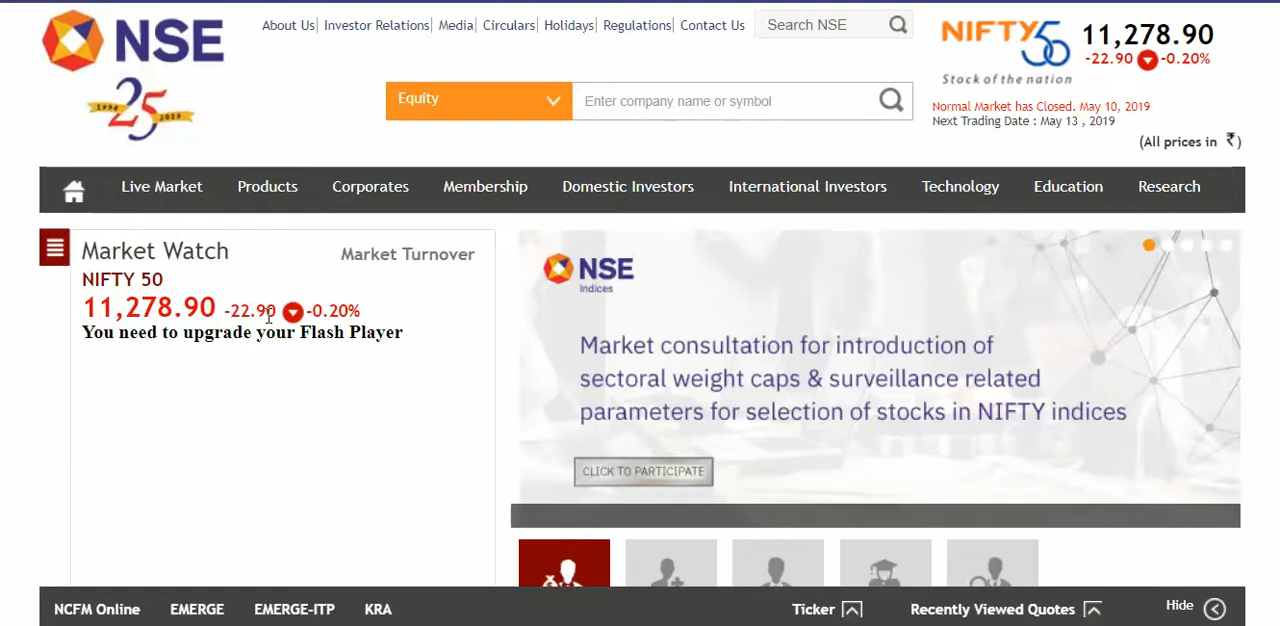 NSE
1994 25 2019
About Us| Investor Relations| Media| Circulars| Holidays| Regulations| Contact Us
Search NSE
Equity
Enter company name or symbol
NIFTY50
Stock of the nation
11,278.90
-22.90 -0.20%
Normal Market has Closed. May 10, 2019
Next Trading Date : May 13 , 2019
(All prices in ₹)
Live Market Products Corporates Membership Domestic Investors International Investors Technology Education Research
Market Watch
Market Turnover
NIFTY 50
11,278.90 -22.90 -0.20%
You need to upgrade your Flash Player
NSE
Indices
Market consultation for introduction of
sectoral weight caps & surveillance related
parameters for selection of stocks in NIFTY indices
CLICK TO PARTICIPATE
NCFM Online EMERGE EMERGE-ITP KRA Ticker Recently Viewed Quotes Hide